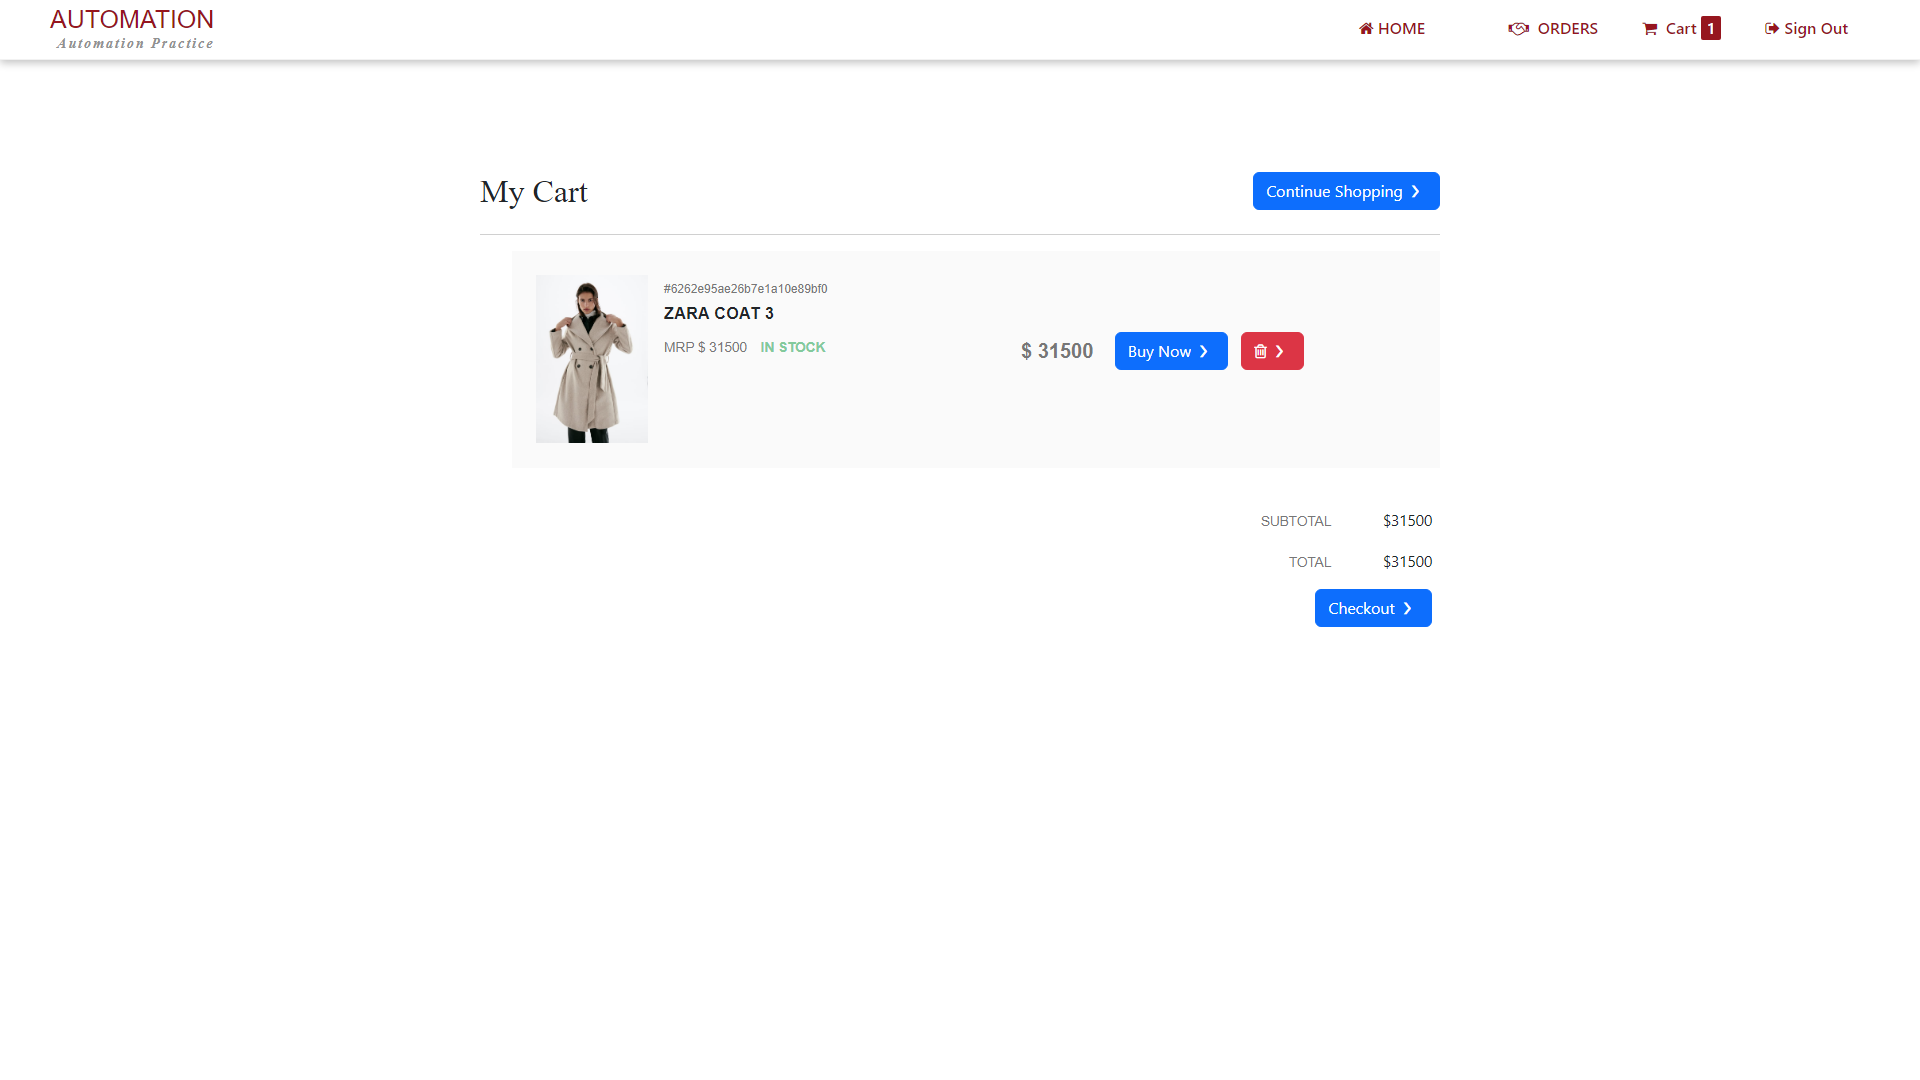 AUTOMATION
Automation Practice
HOME
ORDERS
Cart 1
Sign Out
My Cart
Continue Shopping
#6262e95ae26b7e1a10e89bf0
ZARA COAT 3
MRP $ 31500 IN STOCK
$ 31500
Buy Now
SUBTOTAL $31500
TOTAL $31500
Checkout